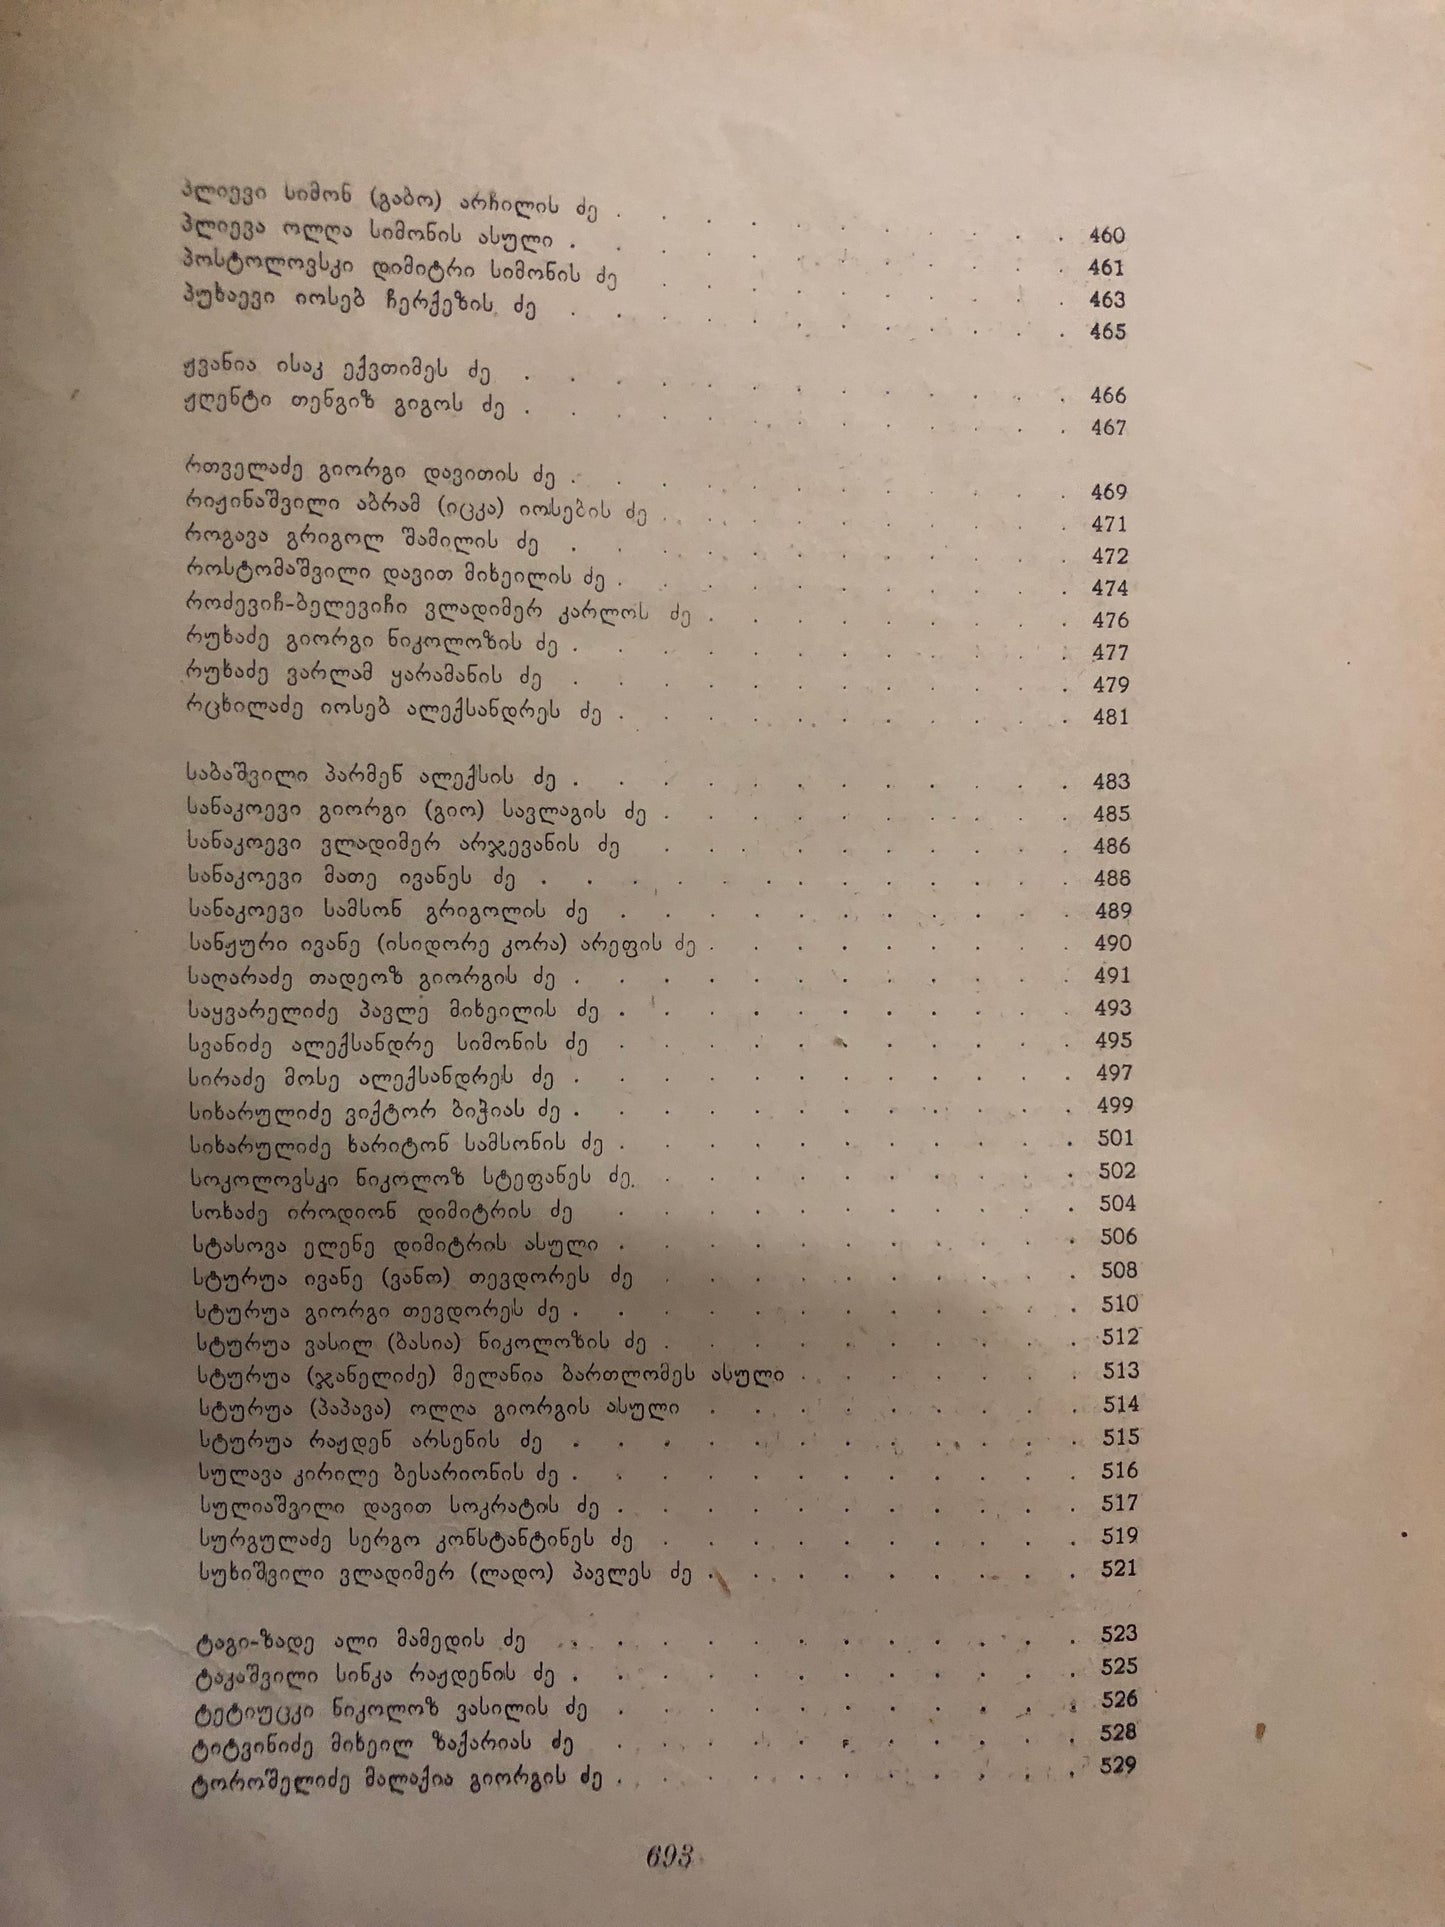 პლიევი სიმონ (გაბო) არჩილის ძე . . . . . . . . . . . 460
პლიევა ოლღა სიმონის ასული . . . . . . . . . . . . 461
პოსტოლოვსკი დიმიტრი სიმონის ძე . . . . . . . . . . 463
პუხაევი იოსებ ჩერქეზის ძე . . . . . . . . . . . . 465
ჟვანია ისაკ ექვთიმეს ძე . . . . . . . . . . . . . 466
ჟღენტი თენგიზ გიგოს ძე . . . . . . . . . . . . . 467
რთველაძე გიორგი დავითის ძე . . . . . . . . . . . . 469
რიჟინაშვილი აბრამ (იცკა) იოსების ძე . . . . . . . . . . 471
როგავა გრიგოლ შამილის ძე . . . . . . . . . . . . 472
როსტომაშვილი დავით მიხეილის ძე . . . . . . . . . . . 474
როძევიჩ-ბელევიჩი ვლადიმერ კარლოს ძე . . . . . . . . . 476
რუხაძე გიორგი ნიკოლოზის ძე . . . . . . . . . . . . 477
რუხაძე ვარლამ ყარამანის ძე . . . . . . . . . . . . 479
რცხილაძე იოსებ ალექსანდრეს ძე . . . . . . . . . . . 481
საბაშვილი პარმენ ალექსის ძე . . . . . . . . . . . . 483
სანაკოევი გიორგი (გიო) სავლაგის ძე . . . . . . . . . . 485
სანაკოევი ვლადიმერ არჯევანის ძე . . . . . . . . . . 486
სანაკოევი მათე ივანეს ძე . . . . . . . . . . . . . 488
სანაკოევი სამსონ გრიგოლის ძე . . . . . . . . . . . 489
სანჟური ივანე (ისიდორე კორა) არეფის ძე . . . . . . . . . 490
საღარაძე თადეოზ გიორგის ძე . . . . . . . . . . . . 491
საყვარელიძე პავლე მიხეილის ძე . . . . . . . . . . . 493
სვანიძე ალექსანდრე სიმონის ძე . . . . . . . . . . . 495
სირაძე მოსე ალექსანდრეს ძე . . . . . . . . . . . . 497
სიხარულიძე ვიქტორ ბიჭიას ძე . . . . . . . . . . . . 499
სიხარულიძე ხარიტონ სამსონის ძე . . . . . . . . . . . 501
სოკოლოვსკი ნიკოლოზ სტეფანეს ძე . . . . . . . . . . . 502
სოხაძე იროდიონ დიმიტრის ძე . . . . . . . . . . . 504
სტასოვა ელენე დიმიტრის ასული . . . . . . . . . . . 506
სტურუა ივანე (ვანო) თევდორეს ძე . . . . . . . . . . 508
სტურუა გიორგი თევდორეს ძე . . . . . . . . . . . . 510
სტურუა ვასილ (ბასია) ნიკოლოზის ძე . . . . . . . . . . 512
სტურუა (ჯანელიძე) მელანია ბართლომეს ასული . . . . . . . 513
სტურუა (პაპავა) ოლღა გიორგის ასული . . . . . . . . . 514
სტურუა რაჟდენ არსენის ძე . . . . . . . . . . . . 515
სულავა კირილე ბესარიონის ძე . . . . . . . . . . . . 516
სულიაშვილი დავით სოკრატის ძე . . . . . . . . . . . 517
სურგულაძე სერგო კონსტანტინეს ძე . . . . . . . . . . 519
სუხიშვილი ვლადიმერ (ლადო) პავლეს ძე . . . . . . . . . 521
ტაგი-ზადე ალი მამედის ძე . . . . . . . . . . . . 523
ტაკაშვილი სინკა რაჟდენის ძე . . . . . . . . . . . . 525
ტეტიუცკი ნიკოლოზ ვასილის ძე . . . . . . . . . . . 526
ტიტვინიძე მიხეილ ზაქარიას ძე . . . . . . . . . . . 528
ტოროშელიძე მალაქია გიორგის ძე . . . . . . . . . . . 529
693